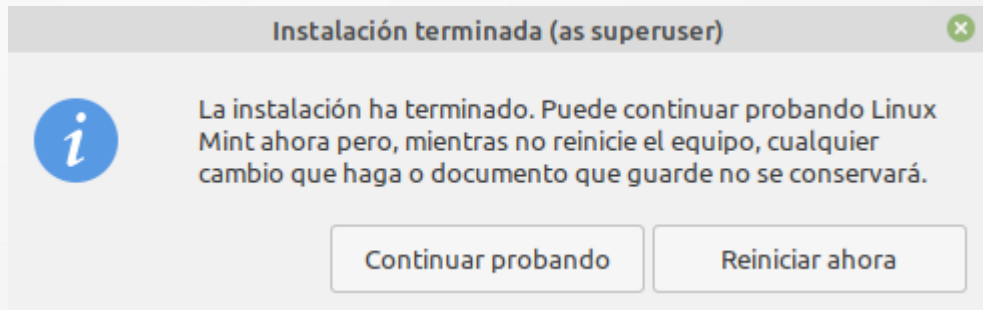 Instalación terminada (as superuser)
La instalación ha terminado. Puede continuar probando Linux
Mint ahora pero, mientras no reinicie el equipo, cualquier
cambio que haga o documento que guarde no se conservará.
Continuar probando
Reiniciar ahora